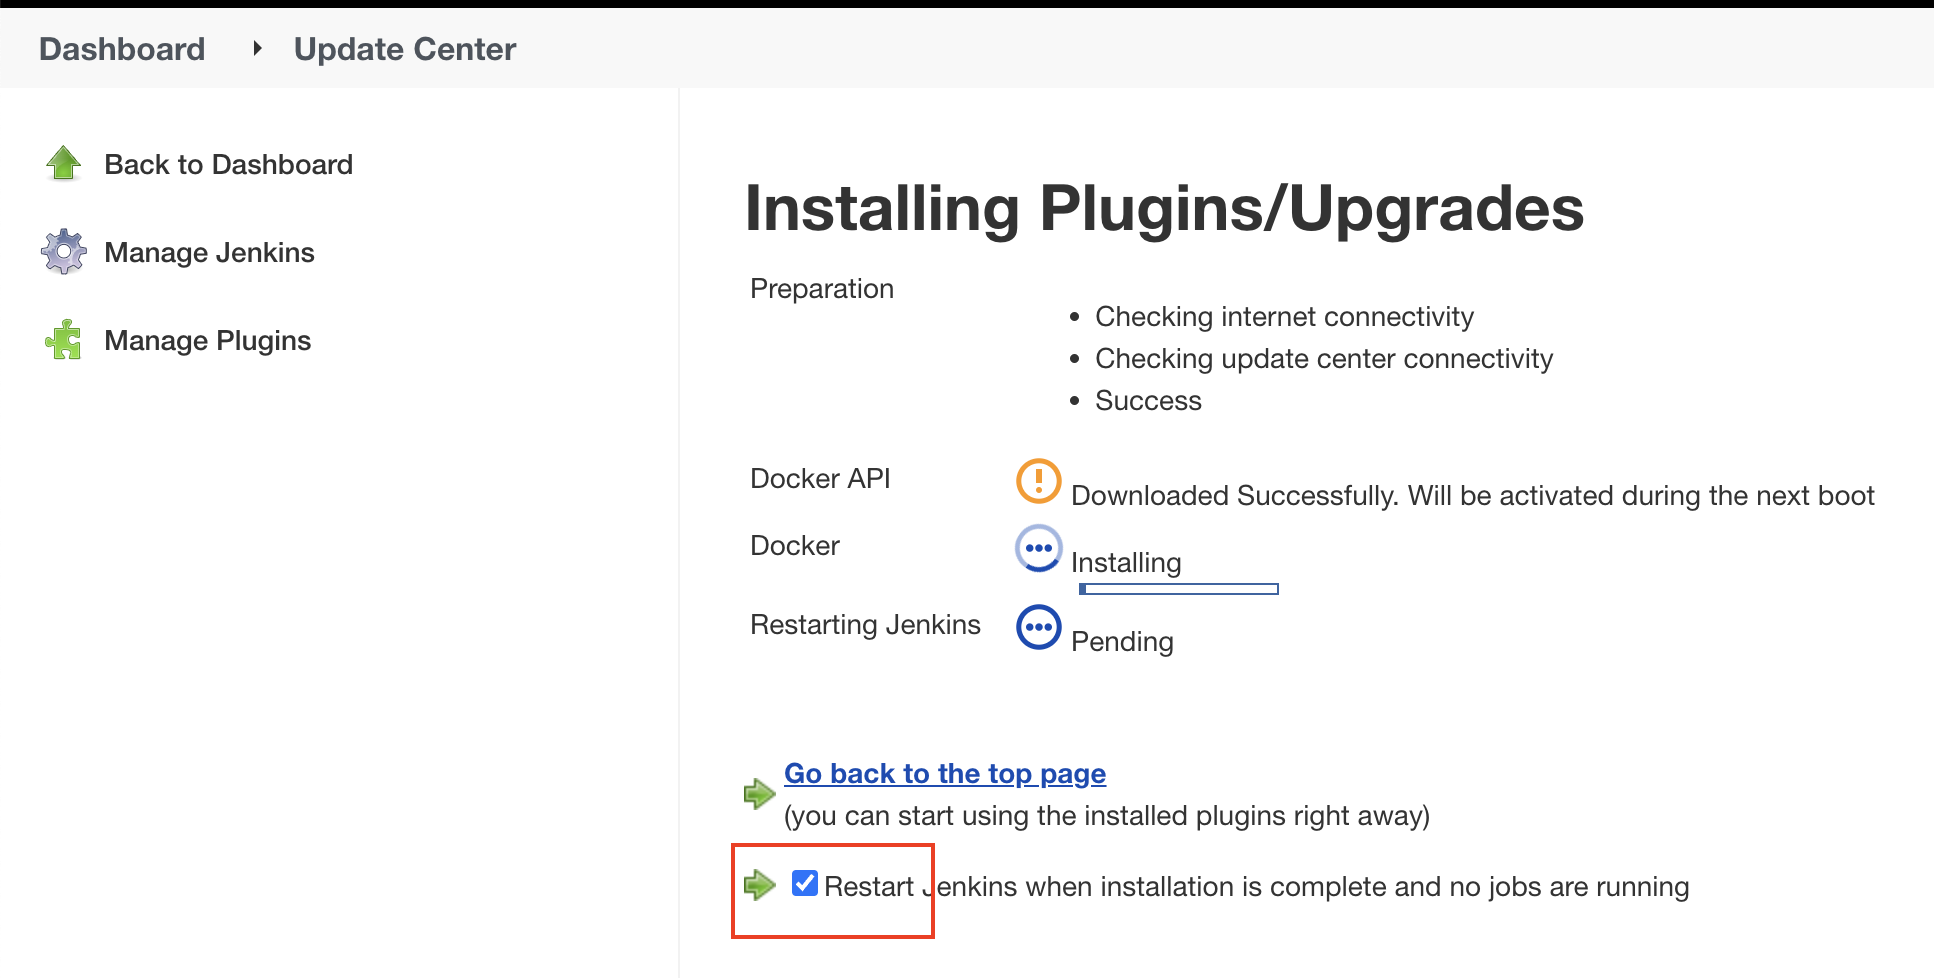 Dashboard
Update Center
Back to Dashboard
Manage Jenkins
Manage Plugins
Installing Plugins/Upgrades
Preparation
Checking internet connectivity
Checking update center connectivity
Success
Docker API
Downloaded Successfully. Will be activated during the next boot
Docker
Installing
Restarting Jenkins
Pending
Go back to the top page
(you can start using the installed plugins right away)
Restart Jenkins when installation is complete and no jobs are running